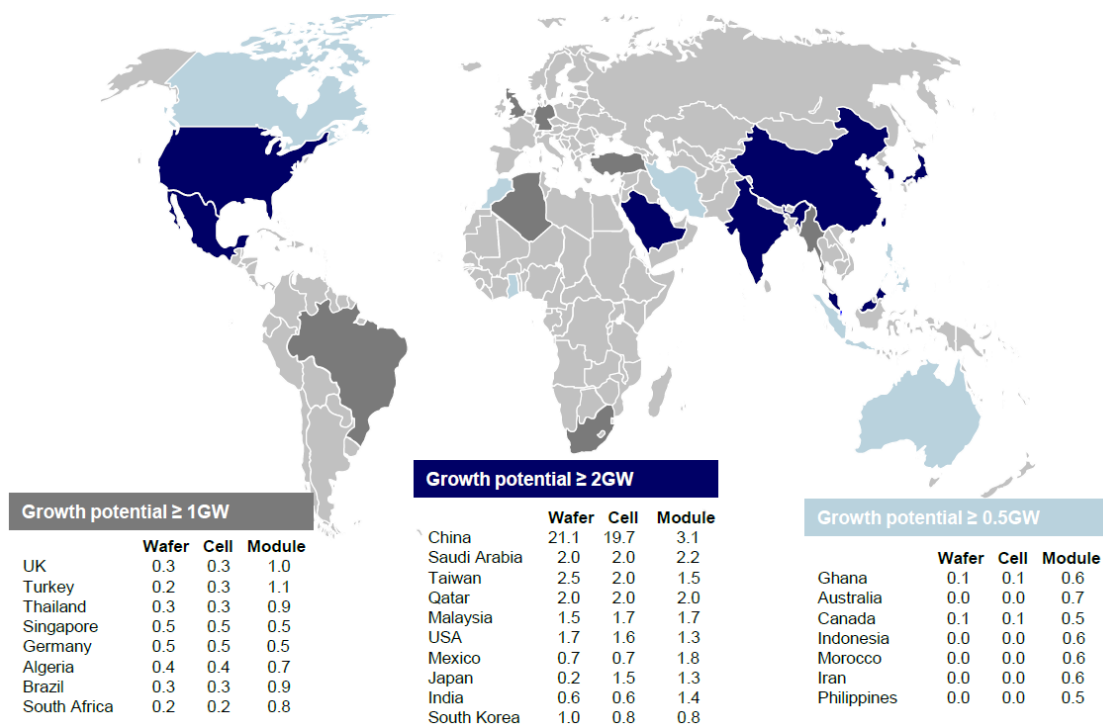 Growth potential ≥ 1GW
Wafer Cell Module
UK 0.3 0.3 1.0
Turkey 0.2 0.3 1.1
Thailand 0.3 0.3 0.9
Singapore 0.5 0.5 0.5
Germany 0.5 0.5 0.5
Algeria 0.4 0.4 0.7
Brazil 0.3 0.3 0.9
South Africa 0.2 0.2 0.8
Growth potential ≥ 2GW
Wafer Cell Module
China 21.1 19.7 3.1
Saudi Arabia 2.0 2.0 2.2
Taiwan 2.5 2.0 1.5
Qatar 2.0 2.0 2.0
Malaysia 1.5 1.7 1.7
USA 1.7 1.6 1.3
Mexico 0.7 0.7 1.8
Japan 0.2 1.5 1.3
India 0.6 0.6 1.4
South Korea 1.0 0.8 0.8
Growth potential ≥ 0.5GW
Wafer Cell Module
Ghana 0.1 0.1 0.6
Australia 0.0 0.0 0.7
Canada 0.1 0.1 0.5
Indonesia 0.0 0.0 0.6
Morocco 0.0 0.0 0.6
Iran 0.0 0.0 0.6
Philippines 0.0 0.0 0.5